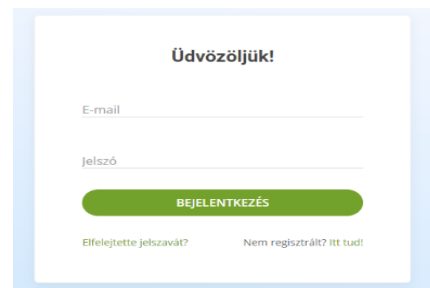 Üdvözöljük!
E-mail
Jelszó
BEJELENTKEZÉS
Elfelejtette jelszavát? Nem regisztrált? Itt tud!